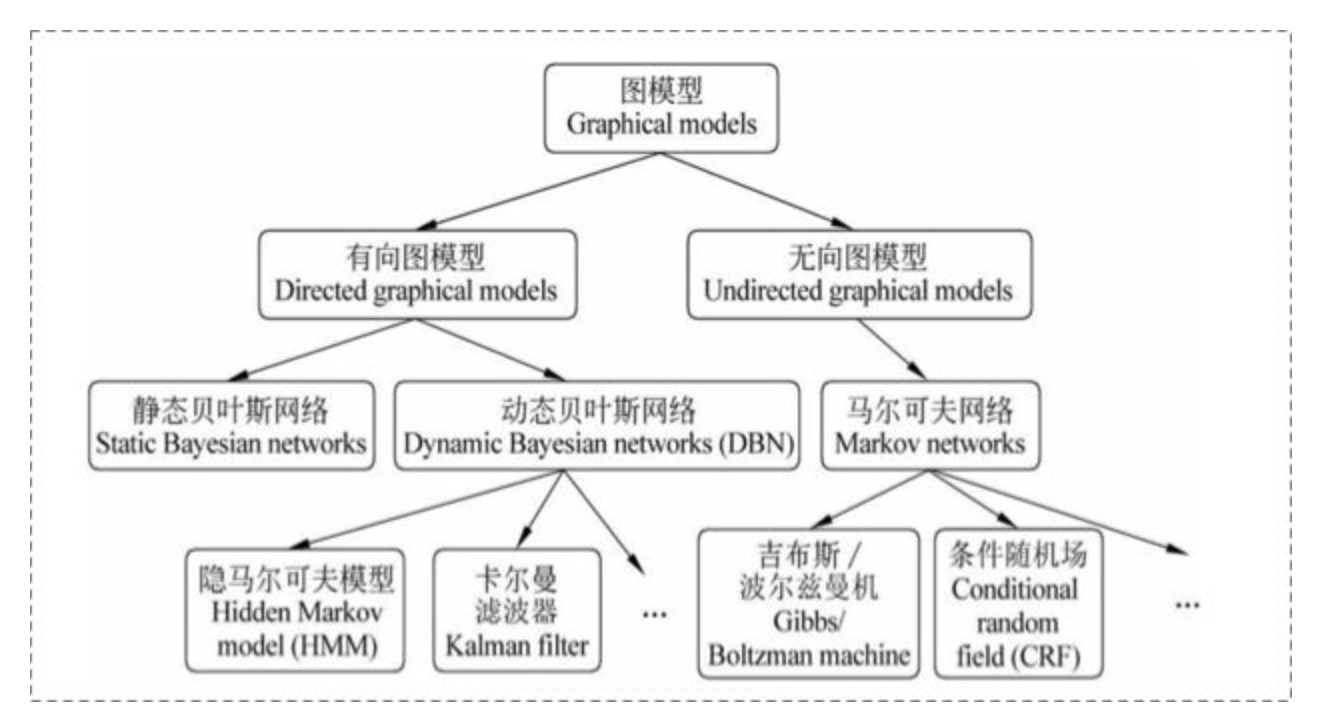 图模型
Graphical models
有向图模型
Directed graphical models
无向图模型
Undirected graphical models
静态贝叶斯网络
Static Bayesian networks
动态贝叶斯网络
Dynamic Bayesian networks (DBN)
马尔可夫网络
Markov networks
隐马尔可夫模型
Hidden Markov
model (HMM)
卡尔曼
滤波器
Kalman filter
...
吉布斯 /
波尔兹曼机
Gibbs/
Boltzman machine
条件随机场
Conditional
random
field (CRF)
...